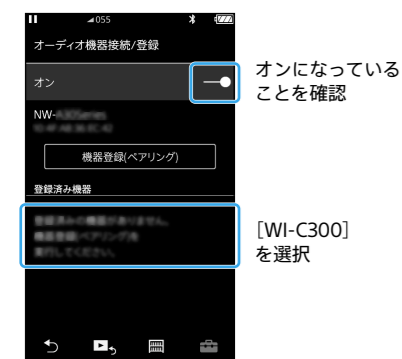 055
オーディオ機器接続/登録
オン
NW-
機器登録(ペアリング)
登録済み機器
オンになっている
ことを確認
[WI-C300]
を選択